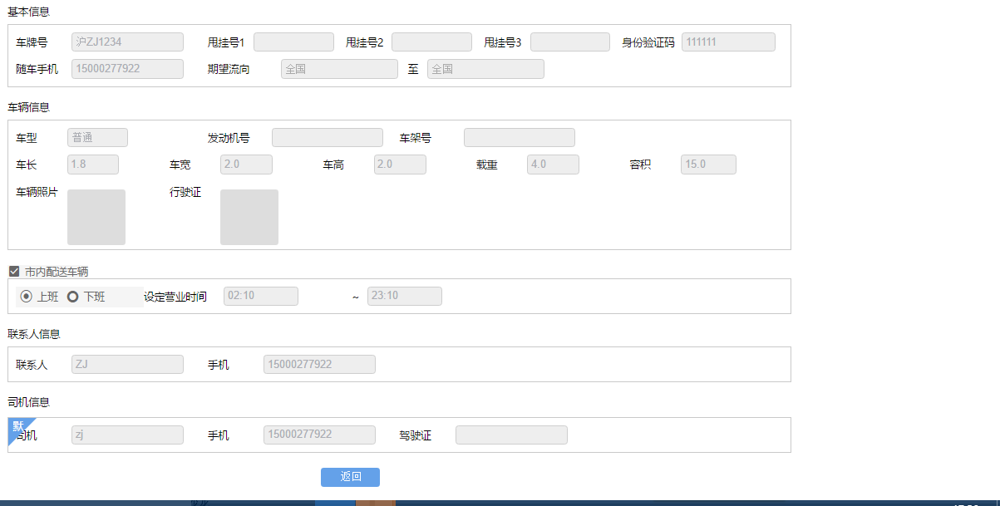 基本信息
车牌号 沪ZJ1234 甩挂号1 甩挂号2 甩挂号3 身份验证码 111111
随车手机 15000277922 期望流向 全国 至 全国
车辆信息
车型 普通 发动机号 车架号
车长 1.8 车宽 2.0 车高 2.0 载重 4.0 容积 15.0
车辆照片 行驶证
市内配送车辆
上班 下班 设定营业时间 02:10 ~ 23:10
联系人信息
联系人 ZJ 手机 15000277922
司机信息
默
司机 zj 手机 15000277922 驾驶证
返回